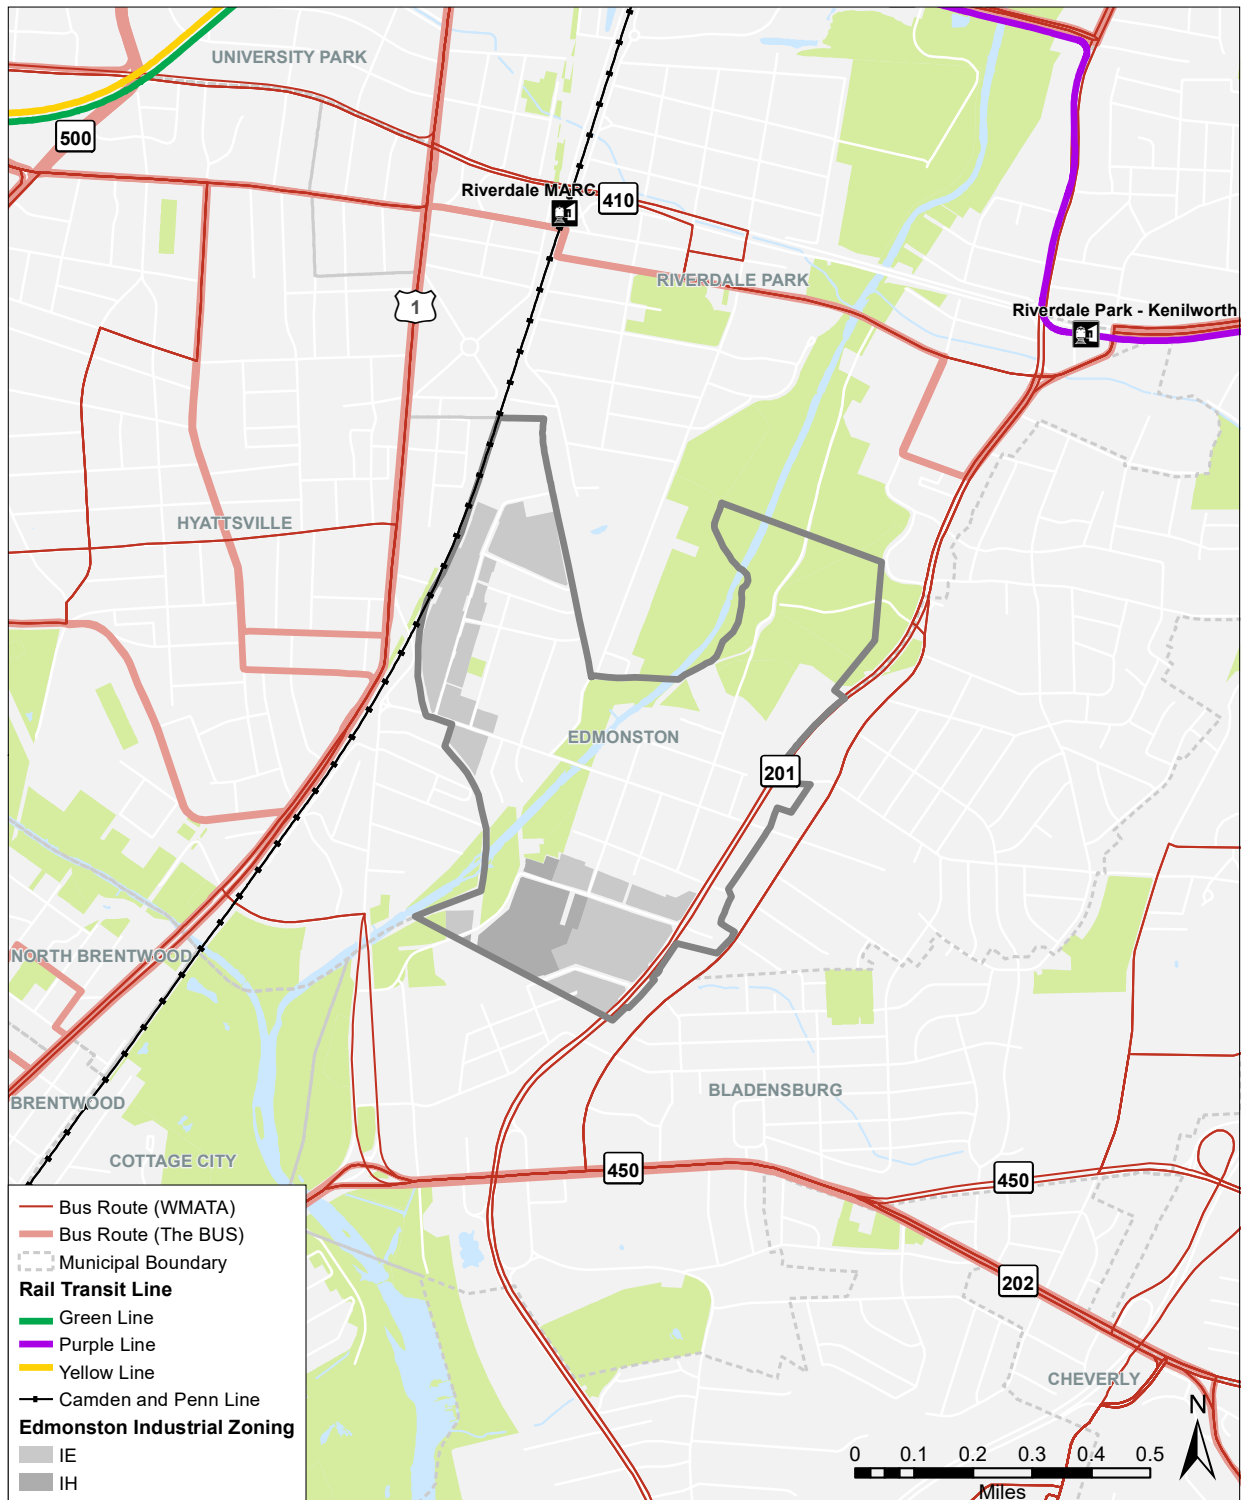 UNIVERSITY PARK
500
Riverdale MARC
410
RIVERDALE PARK
1
Riverdale Park - Kenilworth
HYATTSVILLE
EDMONSTON
201
NORTH BRENTWOOD
BRENTWOOD
BLADENSBURG
COTTAGE CITY
450
450
202
CHEVERLY
Bus Route (WMATA)
Bus Route (The BUS)
Municipal Boundary
Rail Transit Line
Green Line
Purple Line
Yellow Line
Camden and Penn Line
Edmonston Industrial Zoning
IE
IH
N
0 0.1 0.2 0.3 0.4 0.5
Miles